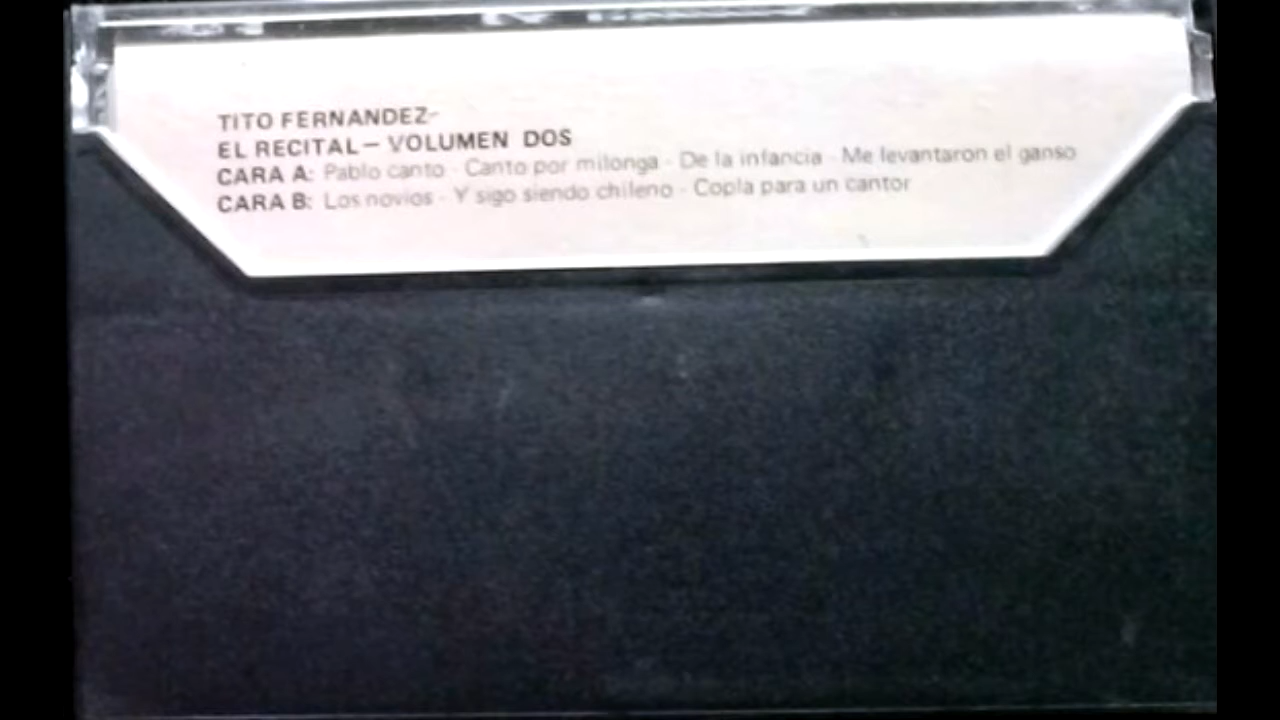 TITO FERNANDEZ-
EL RECITAL — VOLUMEN DOS
CARA A: Pablo canto - Canto por milonga - De la infancia - Me levantaron el ganso
CARA B: Los novios - Y sigo siendo chileno - Copla para un cantor